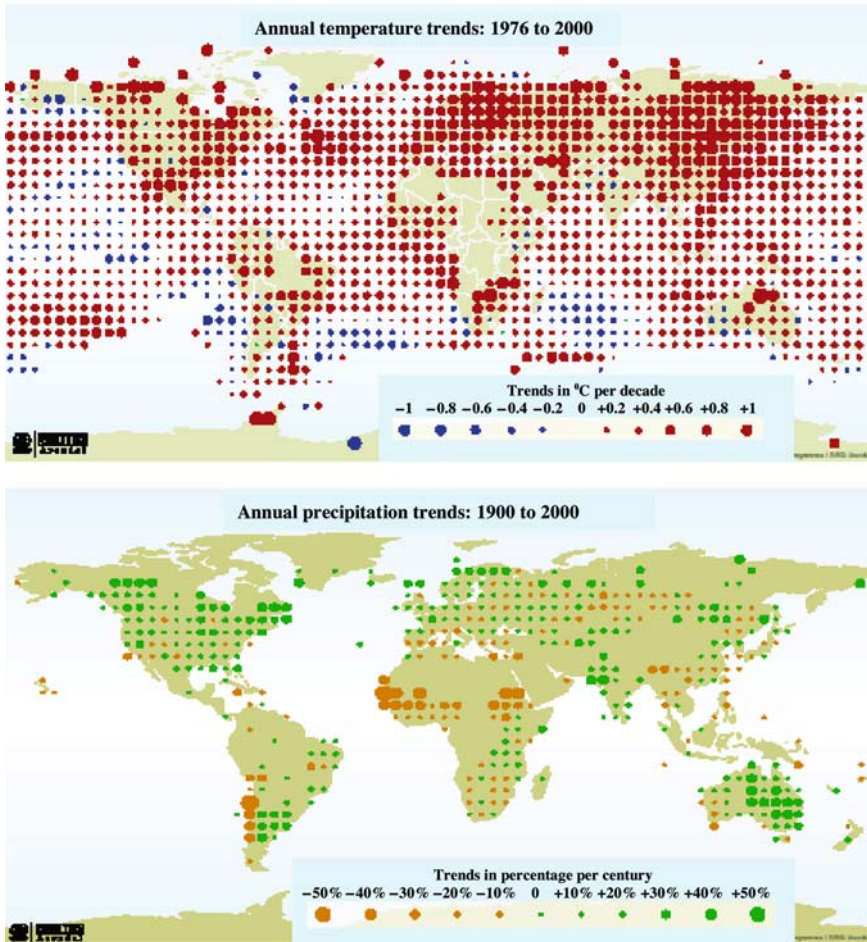 Annual temperature trends: 1976 to 2000
Trends in ⁰C per decade
−1 −0.8 −0.6 −0.4 −0.2 0 +0.2 +0.4 +0.6 +0.8 +1
Annual precipitation trends: 1900 to 2000
Trends in percentage per century
−50% −40% −30% −20% −10% 0 +10% +20% +30% +40% +50%